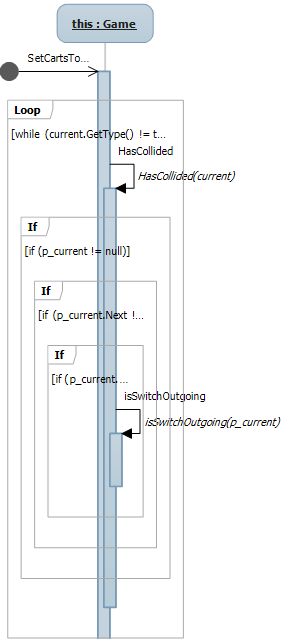 this : Game
SetCartsTo...
Loop
[while (current.GetType() != t...
HasCollided
HasCollided(current)
If
[if (p_current != null)]
If
[if (p_current.Next !...
If
[if (p_current. ...
isSwitchOutgoing
isSwitchOutgoing(p_current)